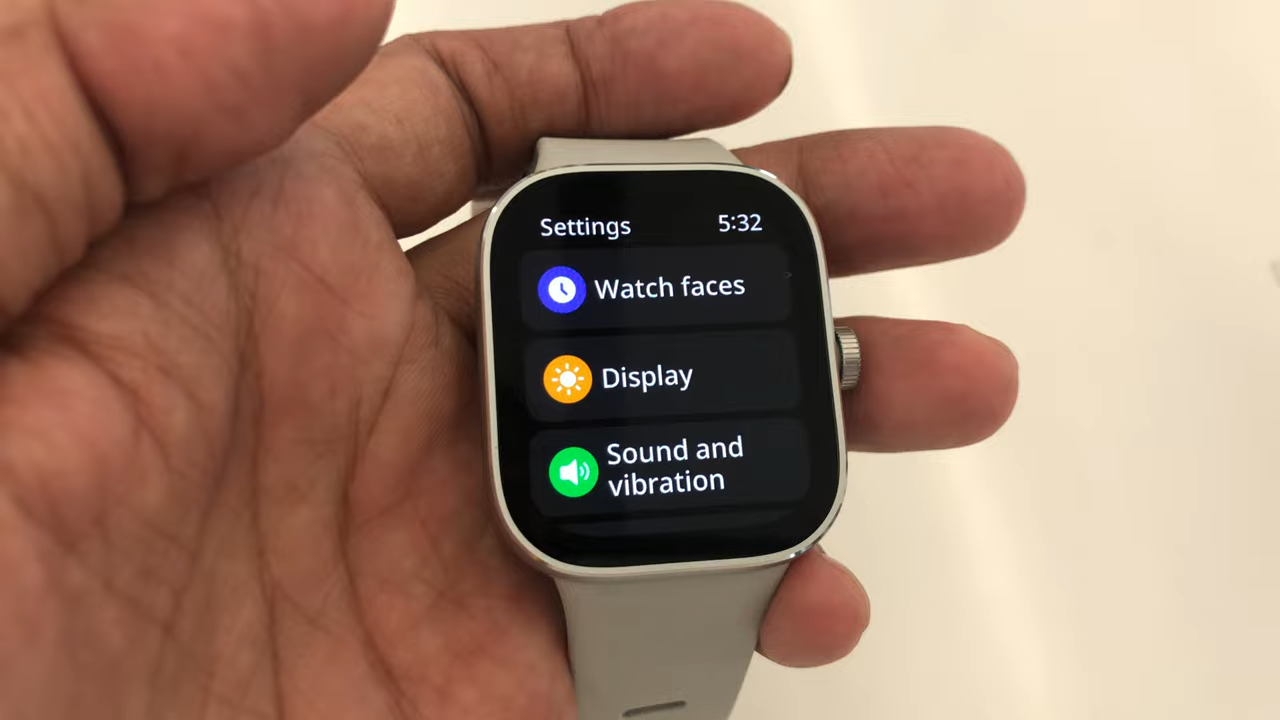 Settings 5:32
Watch faces
Display
Sound and
vibration